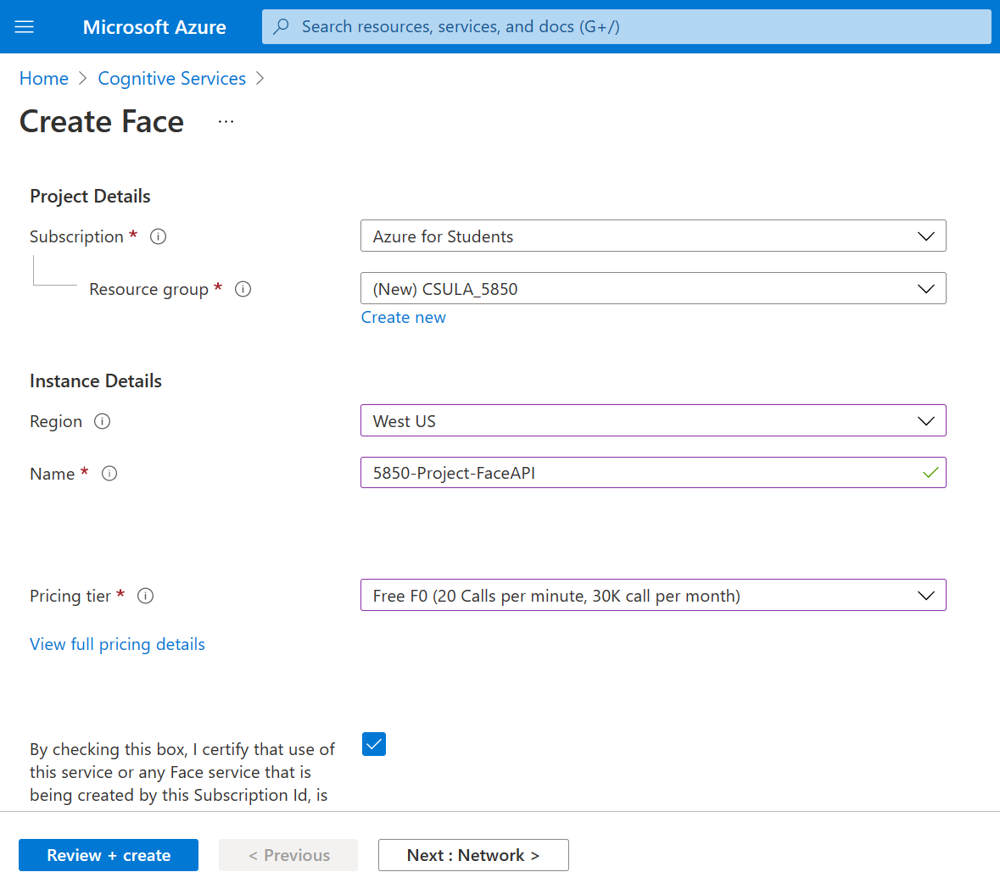 Microsoft Azure
Search resources, services, and docs (G+/)
Home > Cognitive Services >
Create Face ...
Project Details
Subscription * Azure for Students
Resource group * (New) CSULA_5850
Create new
Instance Details
Region West US
Name * 5850-Project-FaceAPI
Pricing tier * Free F0 (20 Calls per minute, 30K call per month)
View full pricing details
By checking this box, I certify that use of
this service or any Face service that is
being created by this Subscription Id, is
Review + create < Previous Next : Network >